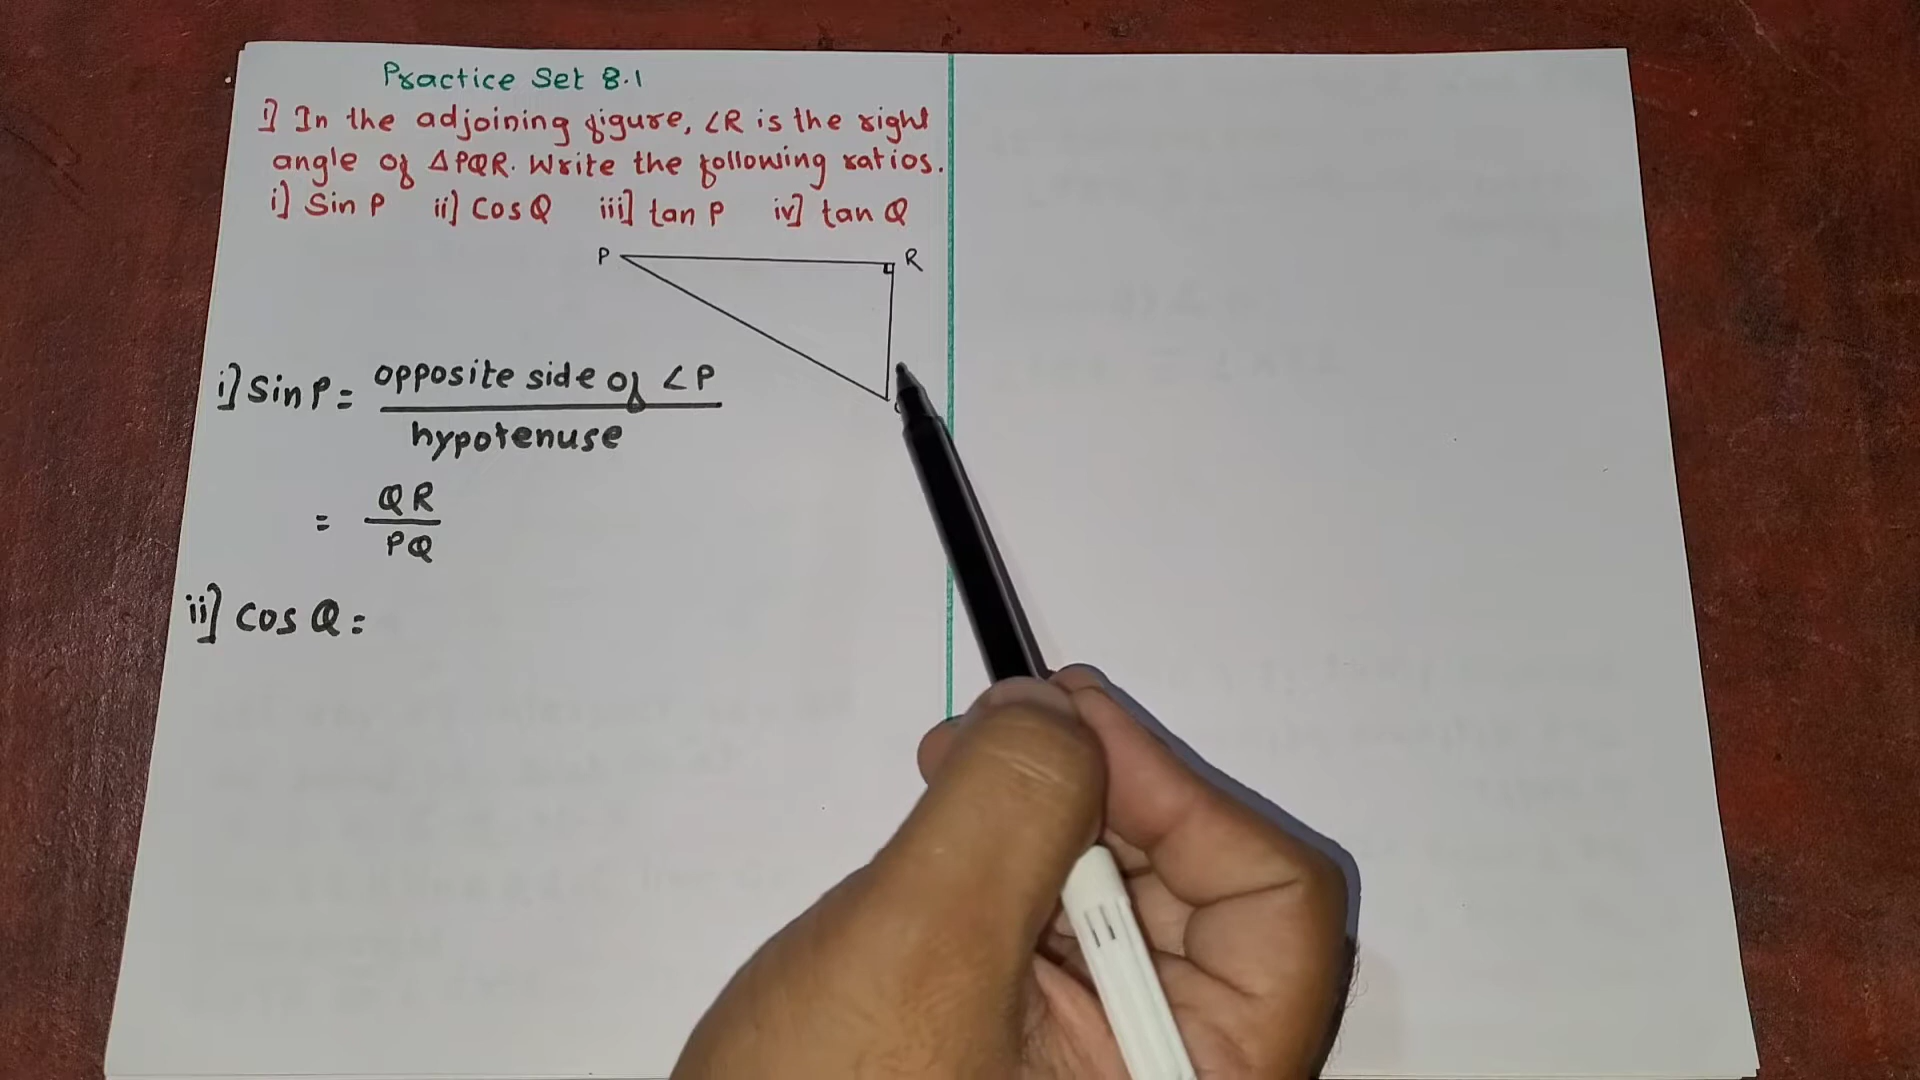 Practice Set 8.1
1] In the adjoining figure, ∠R is the right
angle of ΔPQR. Write the following ratios.
i] Sin P ii] Cos Q iii] tan P iv] tan Q
P R
i] Sin P = opposite side of ∠P
hypotenuse
= QR
PQ
ii] cos Q =